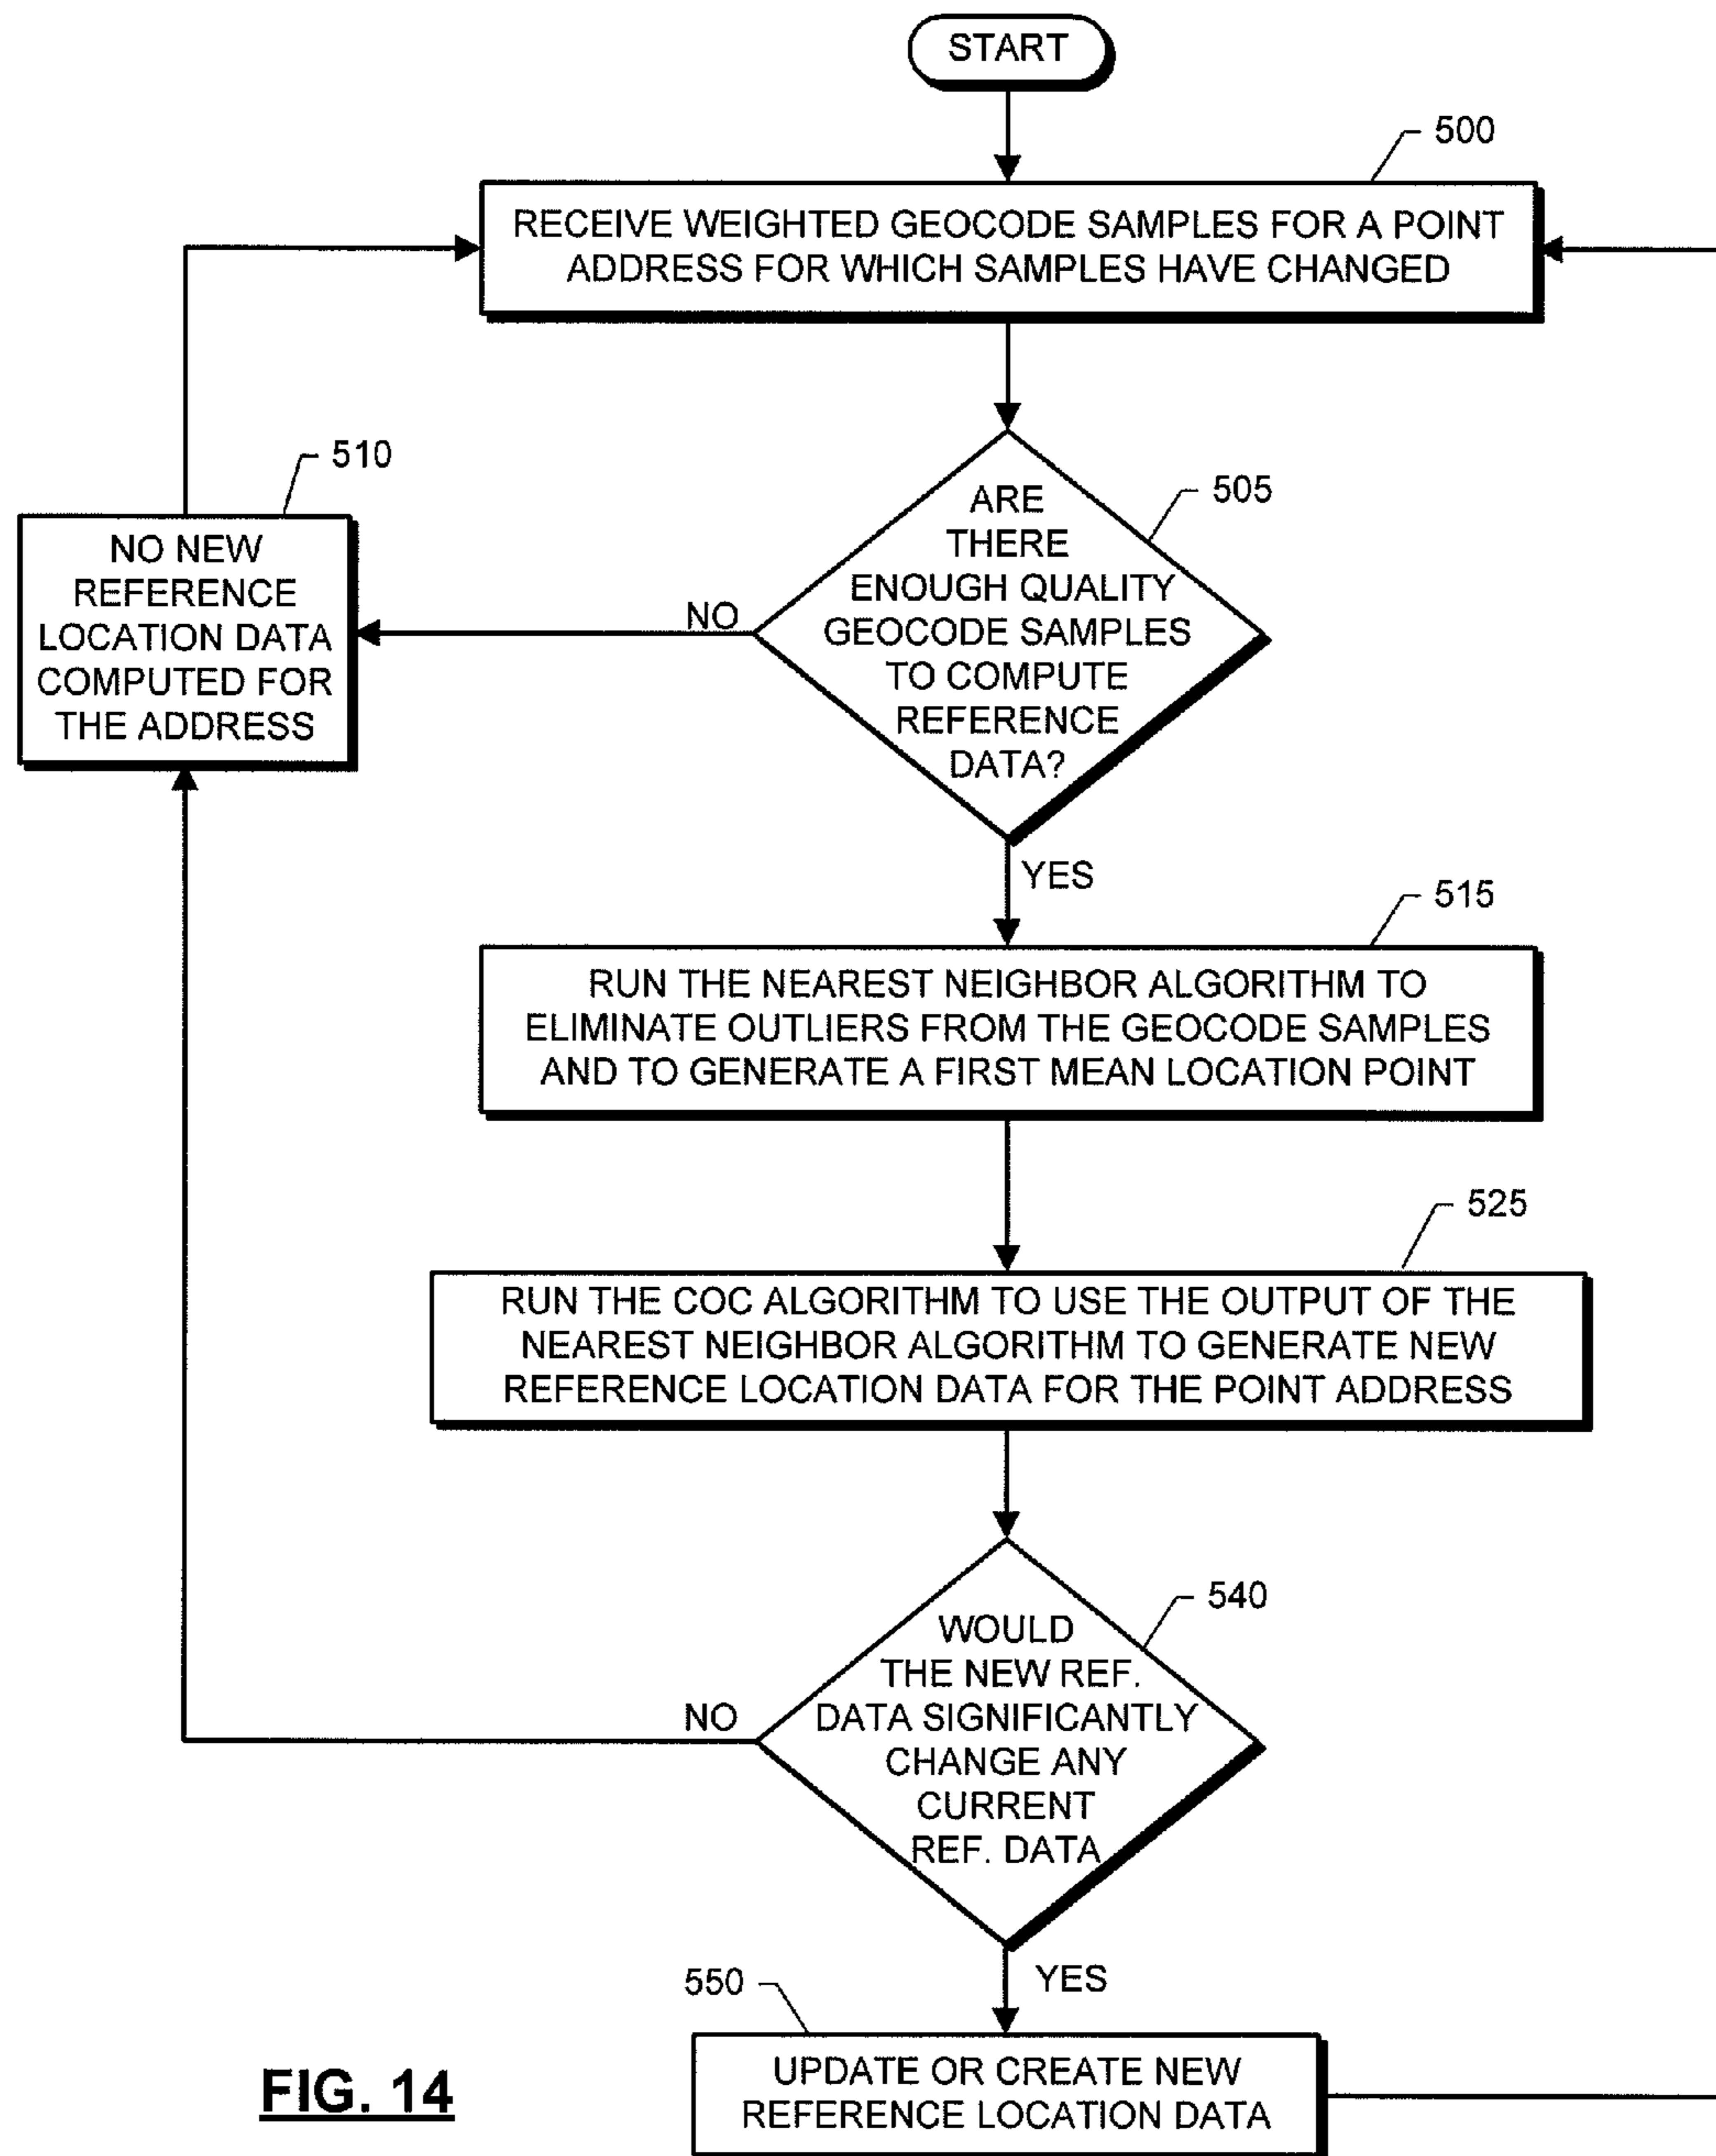 START
500
RECEIVE WEIGHTED GEOCODE SAMPLES FOR A POINT
ADDRESS FOR WHICH SAMPLES HAVE CHANGED
510
NO NEW
REFERENCE
LOCATION DATA
COMPUTED FOR
THE ADDRESS
505
ARE
THERE
ENOUGH QUALITY
GEOCODE SAMPLES
TO COMPUTE
REFERENCE
DATA?
NO
YES
515
RUN THE NEAREST NEIGHBOR ALGORITHM TO
ELIMINATE OUTLIERS FROM THE GEOCODE SAMPLES
AND TO GENERATE A FIRST MEAN LOCATION POINT
525
RUN THE COC ALGORITHM TO USE THE OUTPUT OF THE
NEAREST NEIGHBOR ALGORITHM TO GENERATE NEW
REFERENCE LOCATION DATA FOR THE POINT ADDRESS
540
WOULD
THE NEW REF.
DATA SIGNIFICANTLY
CHANGE ANY
CURRENT
REF. DATA
NO
YES
550
UPDATE OR CREATE NEW
REFERENCE LOCATION DATA
FIG. 14